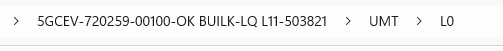 > 5GCEV-720259-00100-OK BUILK-LQ L11-503821 > UMT > L0